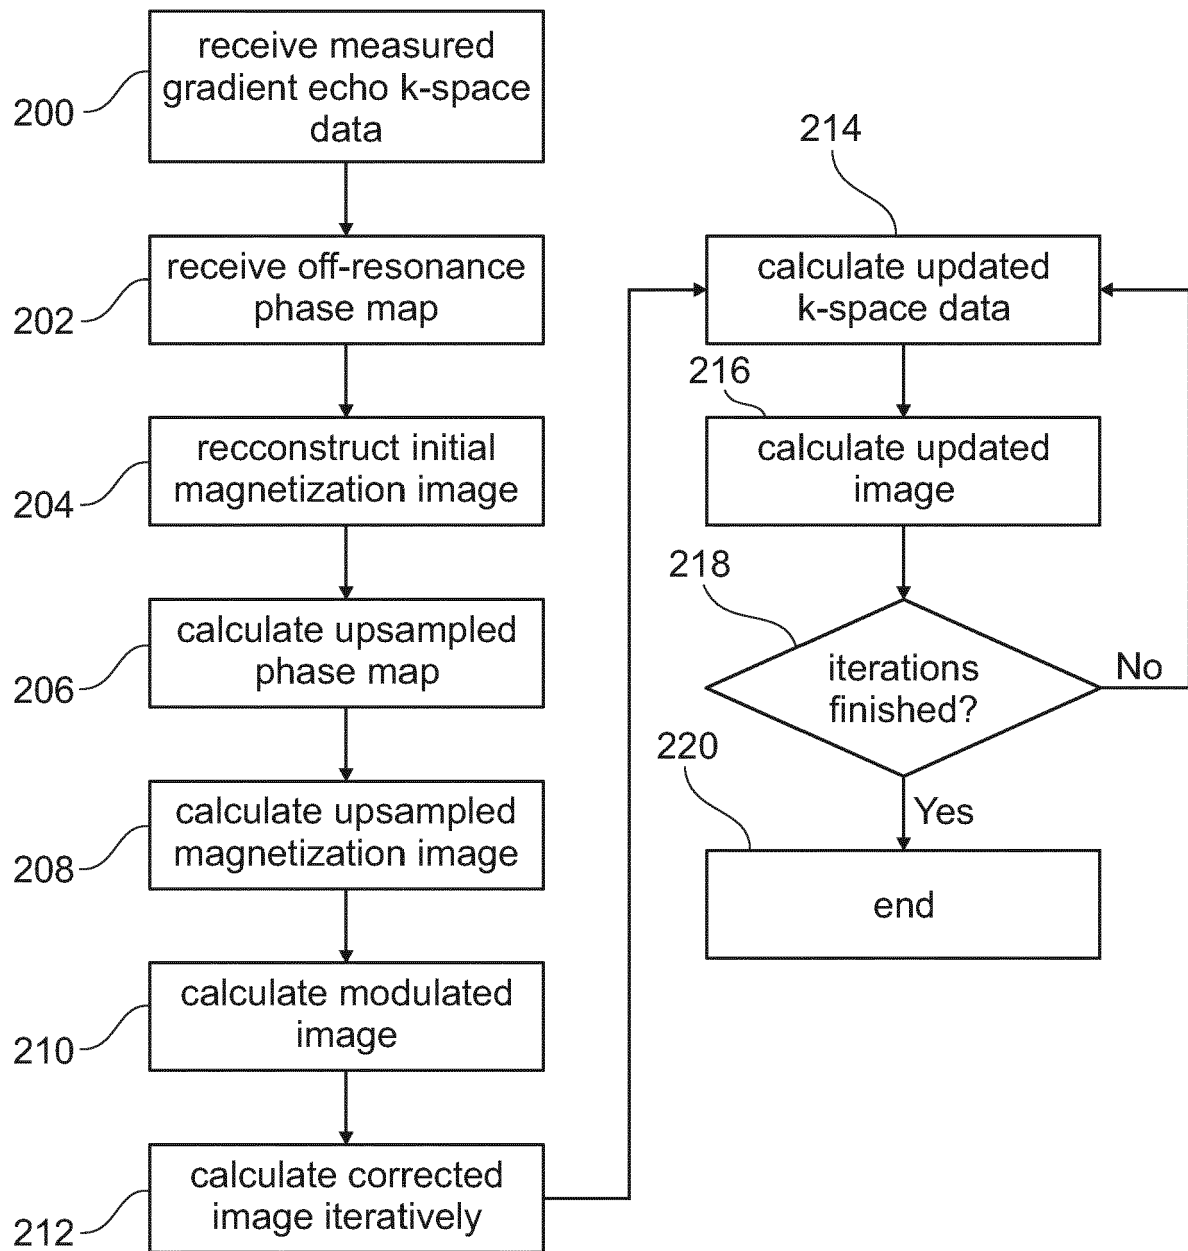 receive measured
gradient echo k-space
data
200
receive off-resonance
phase map
202
recconstruct initial
magnetization image
204
calculate upsampled
phase map
206
calculate upsampled
magnetization image
208
calculate modulated
image
210
calculate corrected
image iteratively
212
214
calculate updated
k-space data
216
calculate updated
image
218
iterations
finished?
No
220
Yes
end